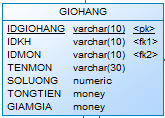 GIOHANG
IDGIOHANG varchar(10) <pk>
IDKH varchar(10) <fk1>
IDMON varchar(10) <fk2>
TENMON varchar(30)
SOLUONG numeric
TONGTIEN money
GIAMGIA money